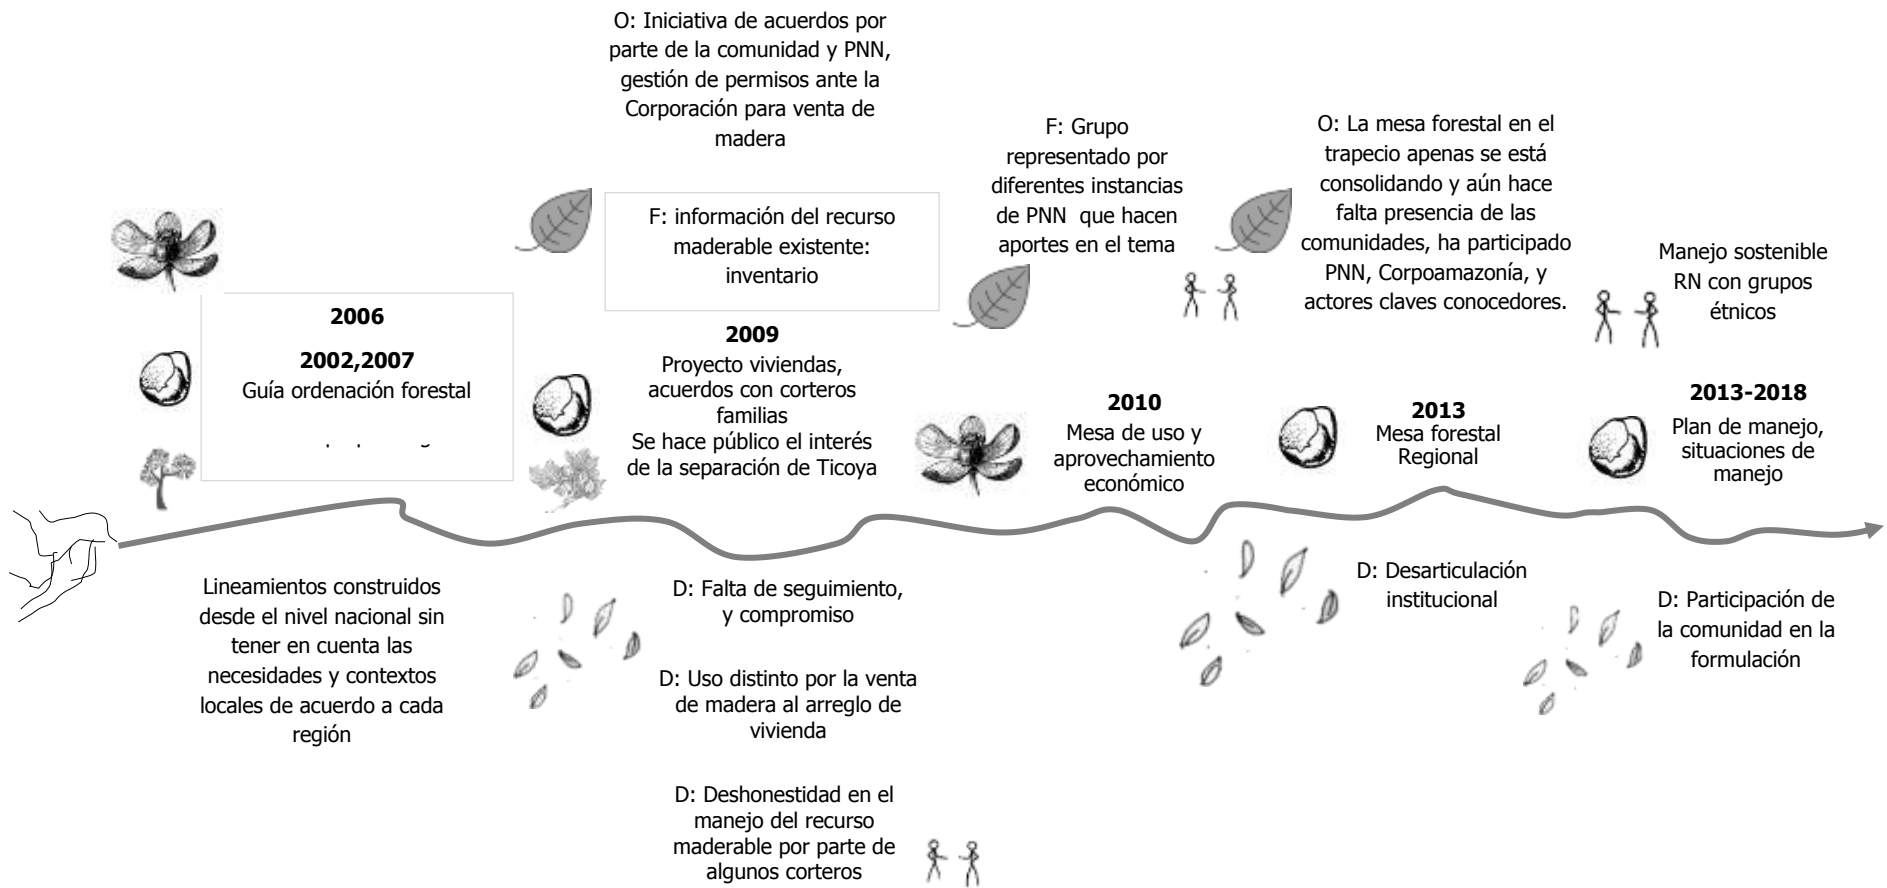 O: Iniciativa de acuerdos por
parte de la comunidad y PNN,
gestión de permisos ante la
Corporación para venta de
madera
F: información del recurso
maderable existente:
inventario
F: Grupo
representado por
diferentes instancias
de PNN que hacen
aportes en el tema
O: La mesa forestal en el
trapecio apenas se está
consolidando y aún hace
falta presencia de las
comunidades, ha participado
PNN, Corpoamazonía, y
actores claves conocedores.
Manejo sostenible
RN con grupos
étnicos
2006
2002,2007
Guía ordenación forestal
2009
Proyecto viviendas,
acuerdos con corteros
familias
Se hace público el interés
de la separación de Ticoya
2010
Mesa de uso y
aprovechamiento
económico
2013
Mesa forestal
Regional
2013-2018
Plan de manejo,
situaciones de
manejo
Lineamientos construidos
desde el nivel nacional sin
tener en cuenta las
necesidades y contextos
locales de acuerdo a cada
región
D: Falta de seguimiento,
y compromiso
D: Uso distinto por la venta
de madera al arreglo de
vivienda
D: Deshonestidad en el
manejo del recurso
maderable por parte de
algunos corteros
D: Desarticulación
institucional
D: Participación de
la comunidad en la
formulación